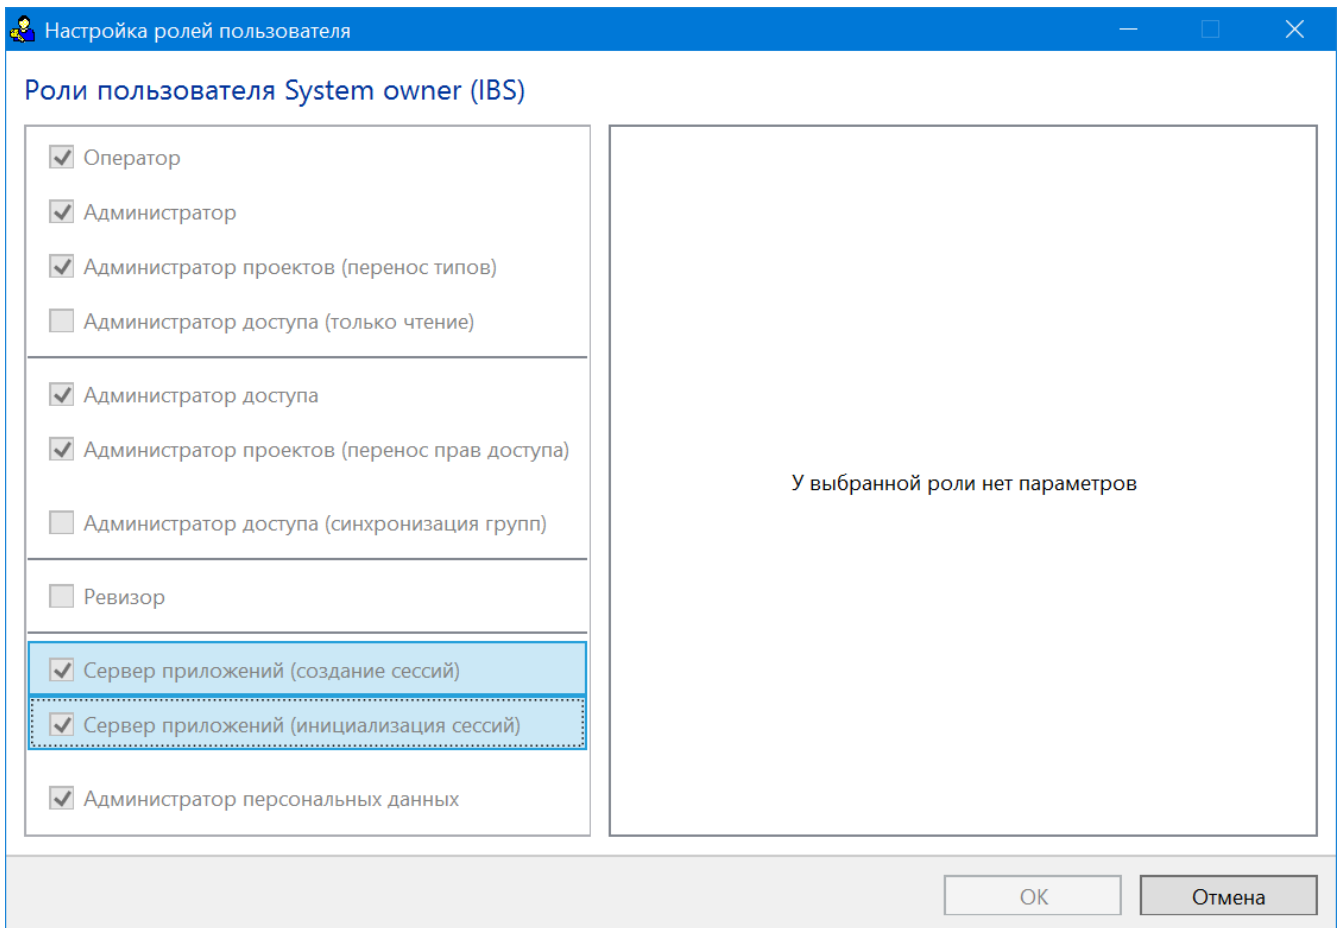 Настройка ролей пользователя
Роли пользователя System owner (IBS)
Оператор
Администратор
Администратор проектов (перенос типов)
Администратор доступа (только чтение)
Администратор доступа
Администратор проектов (перенос прав доступа)
Администратор доступа (синхронизация групп)
Ревизор
Сервер приложений (создание сессий)
Сервер приложений (инициализация сессий)
Администратор персональных данных
У выбранной роли нет параметров
ОК
Отмена